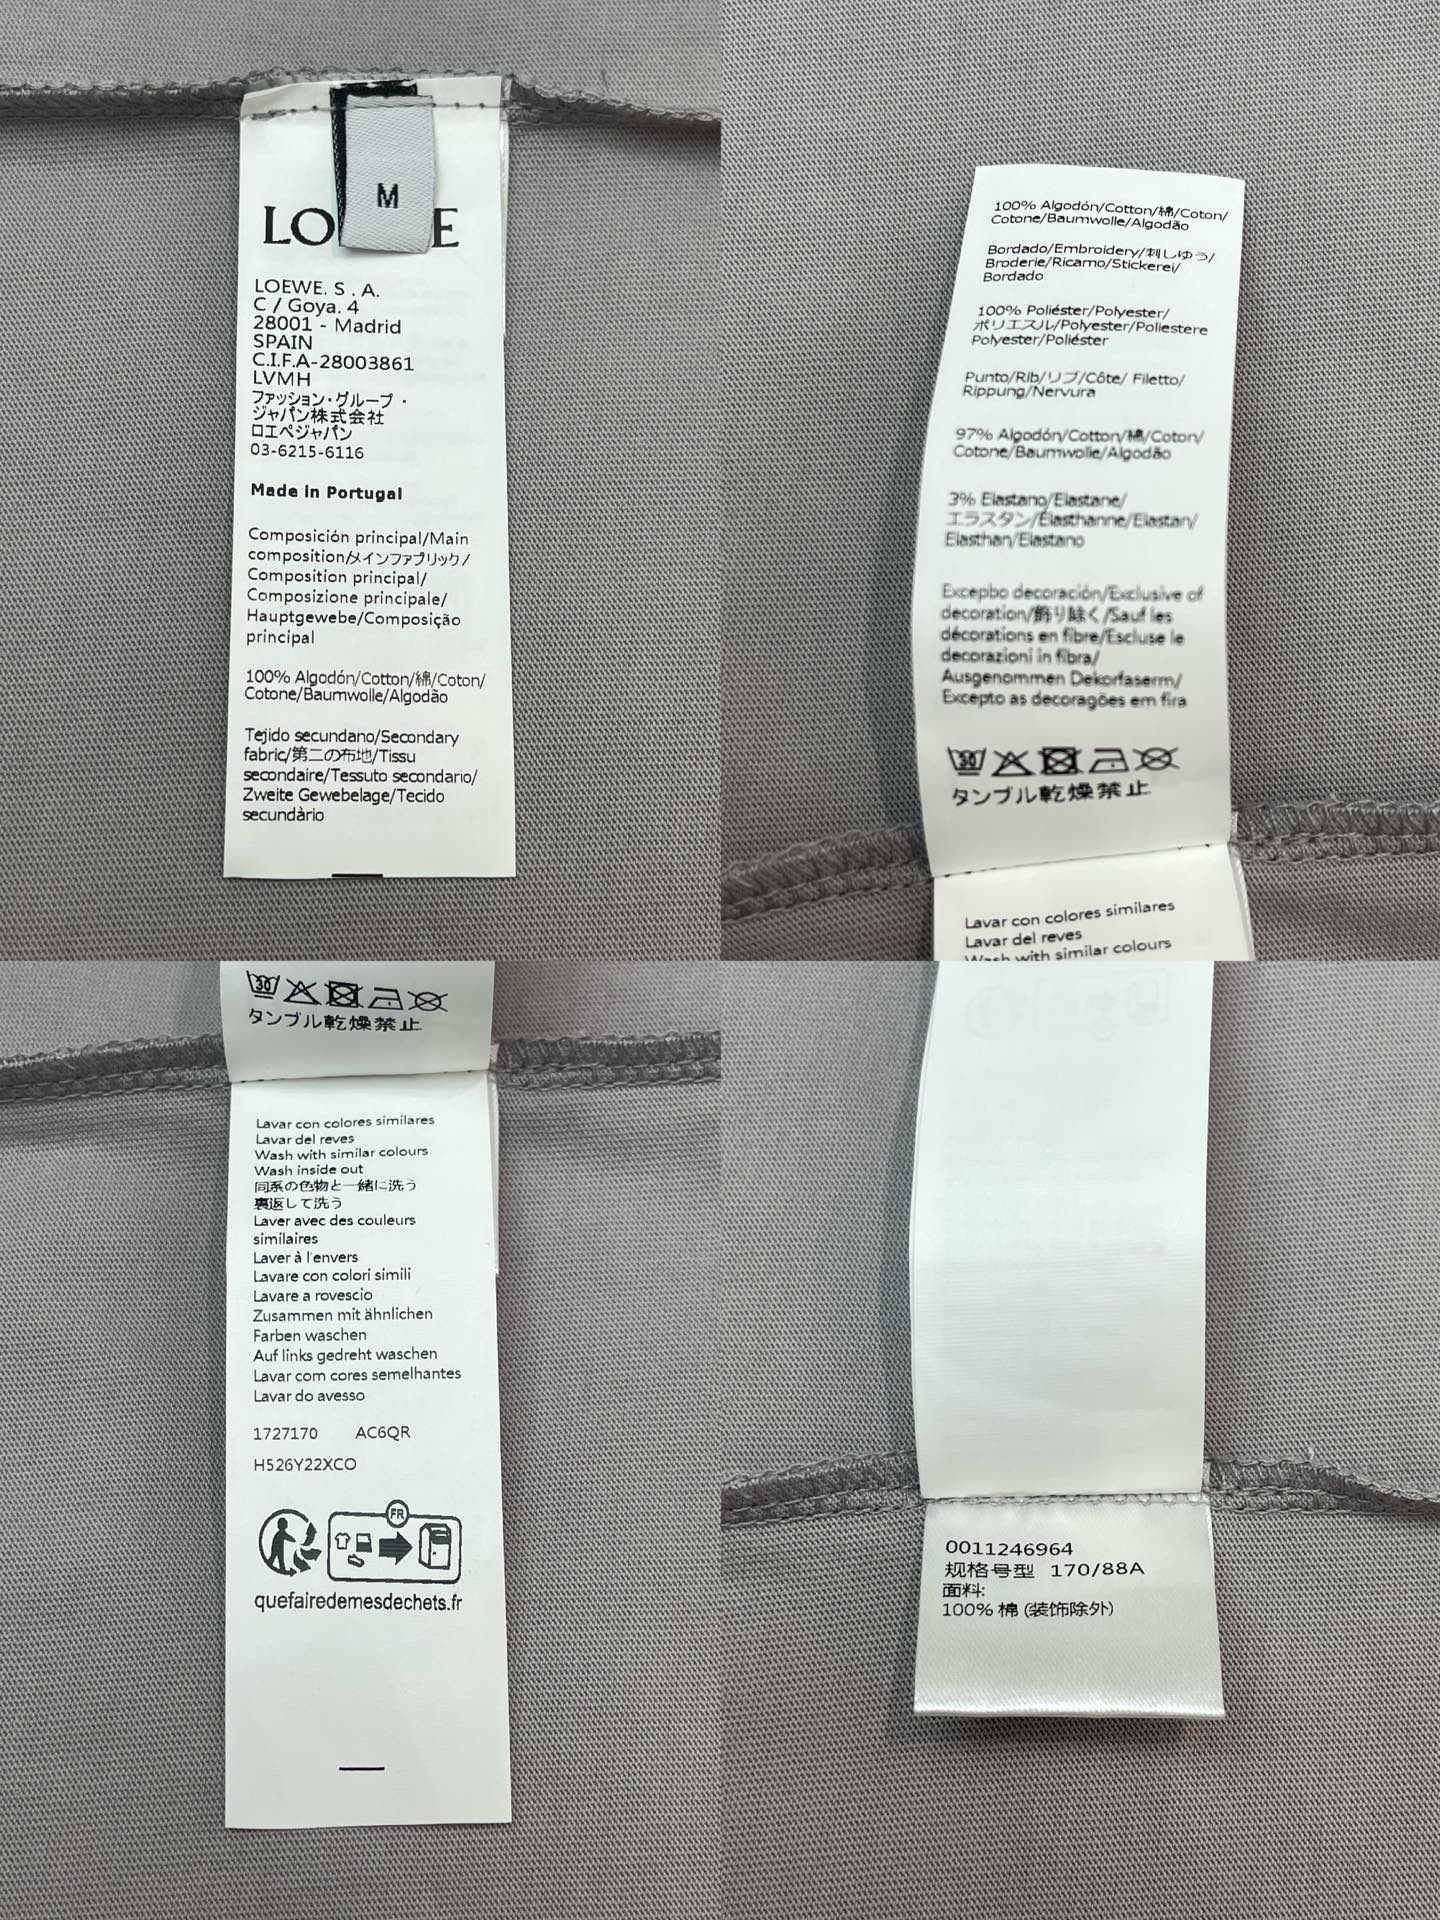 M
LO E
LOEWE. S . A.
C / Goya. 4
28001 - Madrid
SPAIN
C.I.F.A-28003861
LVMH
ファッション・グループ・
ジャパン株式会社
ロエペジャパン
03-6215-6116
Made in Portugal
Composición principal/Main
composition/メインファブリック/
Composition principal/
Composizione principale/
Hauptgewebe/Composição
principal
100% Algodón/Cotton/綿/Coton/
Cotone/Baumwolle/Algodão
Tejido secundano/Secondary
fabric/第二の布地/Tissu
secondaire/Tessuto secondario/
Zweite Gewebelage/Tecido
secundàrio
100% Algodón/Cotton/綿/Coton/
Cotone/Baumwolle/Algodão
Bordado/Embroidery/刺しゆう/
Broderie/Ricamo/Stickerei/
Bordado
100% Poliéster/Polyester/
ポリエスル/Polyester/Poliestere
Polyester/Poliéster
Punto/Rib/リブ/Côte/ Filetto/
Rippung/Nervura
97% Algodón/Cotton/綿/Coton/
Cotone/Baumwolle/Algodão
3% Elastano/Elastane/
エラスタン/Élasthanne/Elastan/
Elasthan/Elastano
Excepbo decoración/Exclusive of
decoration/飾り除く/Sauf les
décorations en fibre/Escluse le
decorazioni in fibra/
Ausgenommen Dekorfaserm/
Excepto as decoragões em fira
30
タンブル乾燥禁止
Lavar con colores similares
Lavar del reves
Wash with similar colours
30
タンブル乾燥禁止
Lavar con colores similares
Lavar del reves
Wash with similar colours
Wash inside out
同系の色物と一緒に洗う
裏返して洗う
Laver avec des couleurs
similaires
Laver à l'envers
Lavare con colori simili
Lavare a rovescio
Zusammen mit ähnlichen
Farben waschen
Auf links gedreht waschen
Lavar com cores semelhantes
Lavar do avesso
1727170 AC6QR
H526Y22XCO
FR
quefairedemesdechets.fr
0011246964
规格号型 170/88A
面料:
100% 棉 (装饰除外)